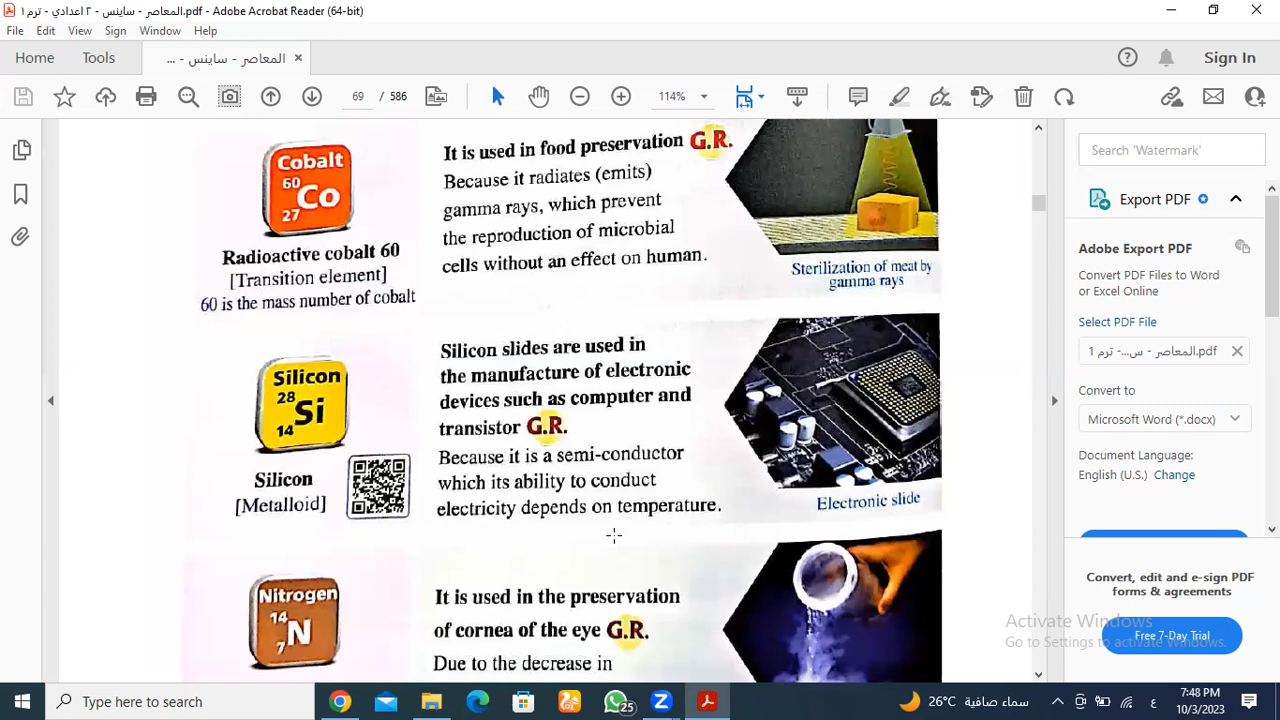 المعاصر - ساينس - ٢ اعدادي - ترم ١.pdf - Adobe Acrobat Reader (64-bit)
File Edit View Sign Window Help
Home Tools المعاصر - ساينس - ... × Sign In
69 / 586 114%
Cobalt
60
Co
27
Radioactive cobalt 60
[Transition element]
60 is the mass number of cobalt
It is used in food preservation G.R.
Because it radiates (emits)
gamma rays, which prevent
the reproduction of microbial
cells without an effect on human.
Sterilization of meat by
gamma rays
Silicon
28
Si
14
Silicon
[Metalloid]
Silicon slides are used in
the manufacture of electronic
devices such as computer and
transistor G.R.
Because it is a semi-conductor
which its ability to conduct
electricity depends on temperature.
Electronic slide
Nitrogen
14
N
7
It is used in the preservation
of cornea of the eye G.R.
Due to the decrease in
Search 'Watermark'
Export PDF
Adobe Export PDF
Convert PDF Files to Word
or Excel Online
Select PDF File
المعاصر - س...- ترم 1.pdf
Convert to
Microsoft Word (*.docx)
Document Language:
English (U.S.) Change
Convert, edit and e-sign PDF
forms & agreements
Free 7-Day Trial
Activate Windows
Go to Settings to activate Windows.
Type here to search
25
26°C سماء صافية
ع
7:48 PM
10/3/2023